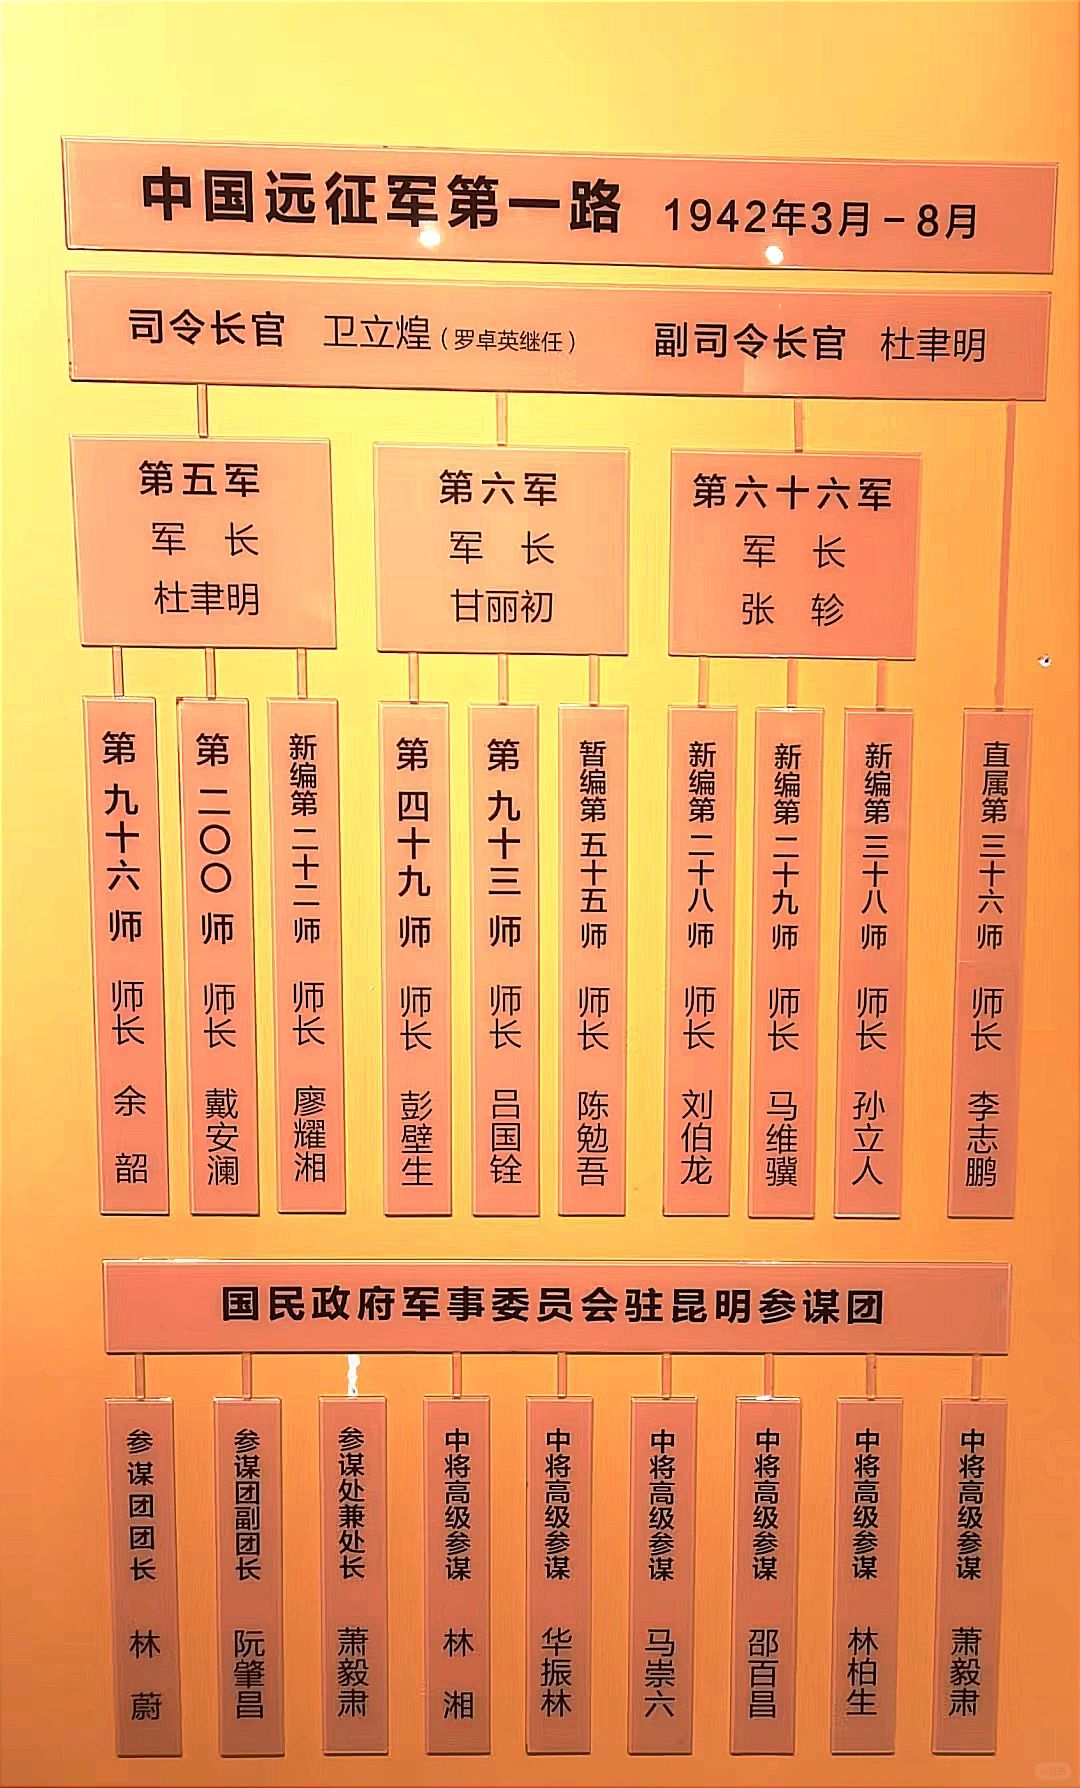 中国远征军第一路 1942年3月－8月
司令长官 卫立煌（罗卓英继任） 副司令长官 杜聿明
第五军
军 长
杜聿明
第六军
军 长
甘丽初
第六十六军
军 长
张 轸
第九十六师 师长 余韶
第二〇〇师 师长 戴安澜
新编第二十二师 师长 廖耀湘
第四十九师 师长 彭壁生
第九十三师 师长 吕国铨
暂编第五十五师 师长 陈勉吾
新编第二十八师 师长 刘伯龙
新编第二十九师 师长 马维骥
新编第三十八师 师长 孙立人
直属第三十六师 师长 李志鹏
国民政府军事委员会驻昆明参谋团
参谋团团长 林蔚
参谋团副团长 阮肇昌
参谋处兼处长 萧毅肃
中将高级参谋 林湘
中将高级参谋 华振林
中将高级参谋 马崇六
中将高级参谋 邵百昌
中将高级参谋 林柏生
中将高级参谋 萧毅肃